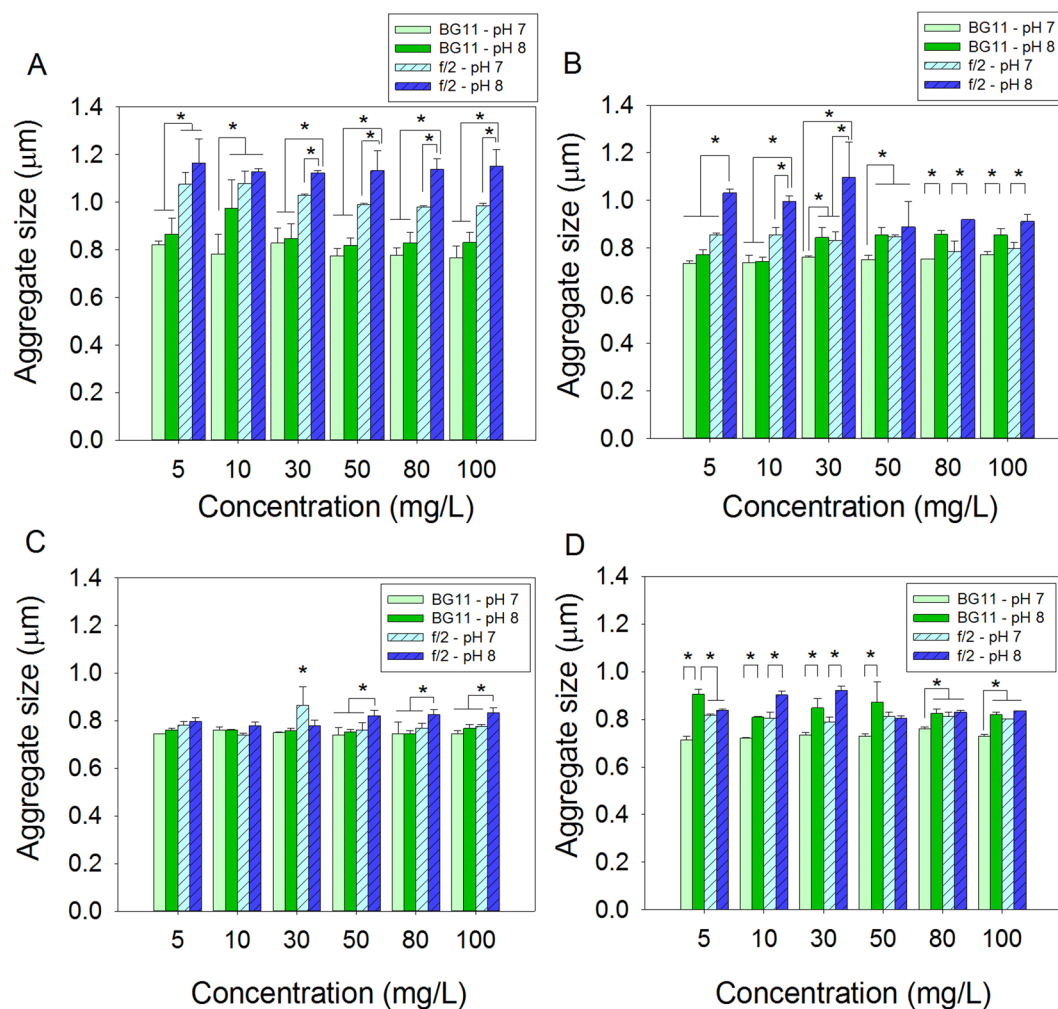 A
BG11 - pH 7
BG11 - pH 8
f/2 - pH 7
f/2 - pH 8
Aggregate size (μm)
1.4
1.2
1.0
0.8
0.6
0.4
0.2
0.0
* * * * * * * * * *
5 10 30 50 80 100
Concentration (mg/L)
B
BG11 - pH 7
BG11 - pH 8
f/2 - pH 7
f/2 - pH 8
Aggregate size (μm)
1.4
1.2
1.0
0.8
0.6
0.4
0.2
0.0
* * * * * * * * * * *
5 10 30 50 80 100
Concentration (mg/L)
C
BG11 - pH 7
BG11 - pH 8
f/2 - pH 7
f/2 - pH 8
Aggregate size (μm)
1.4
1.2
1.0
0.8
0.6
0.4
0.2
0.0
* * * *
5 10 30 50 80 100
Concentration (mg/L)
D
BG11 - pH 7
BG11 - pH 8
f/2 - pH 7
f/2 - pH 8
Aggregate size (μm)
1.4
1.2
1.0
0.8
0.6
0.4
0.2
0.0
* * * * * * * * *
5 10 30 50 80 100
Concentration (mg/L)